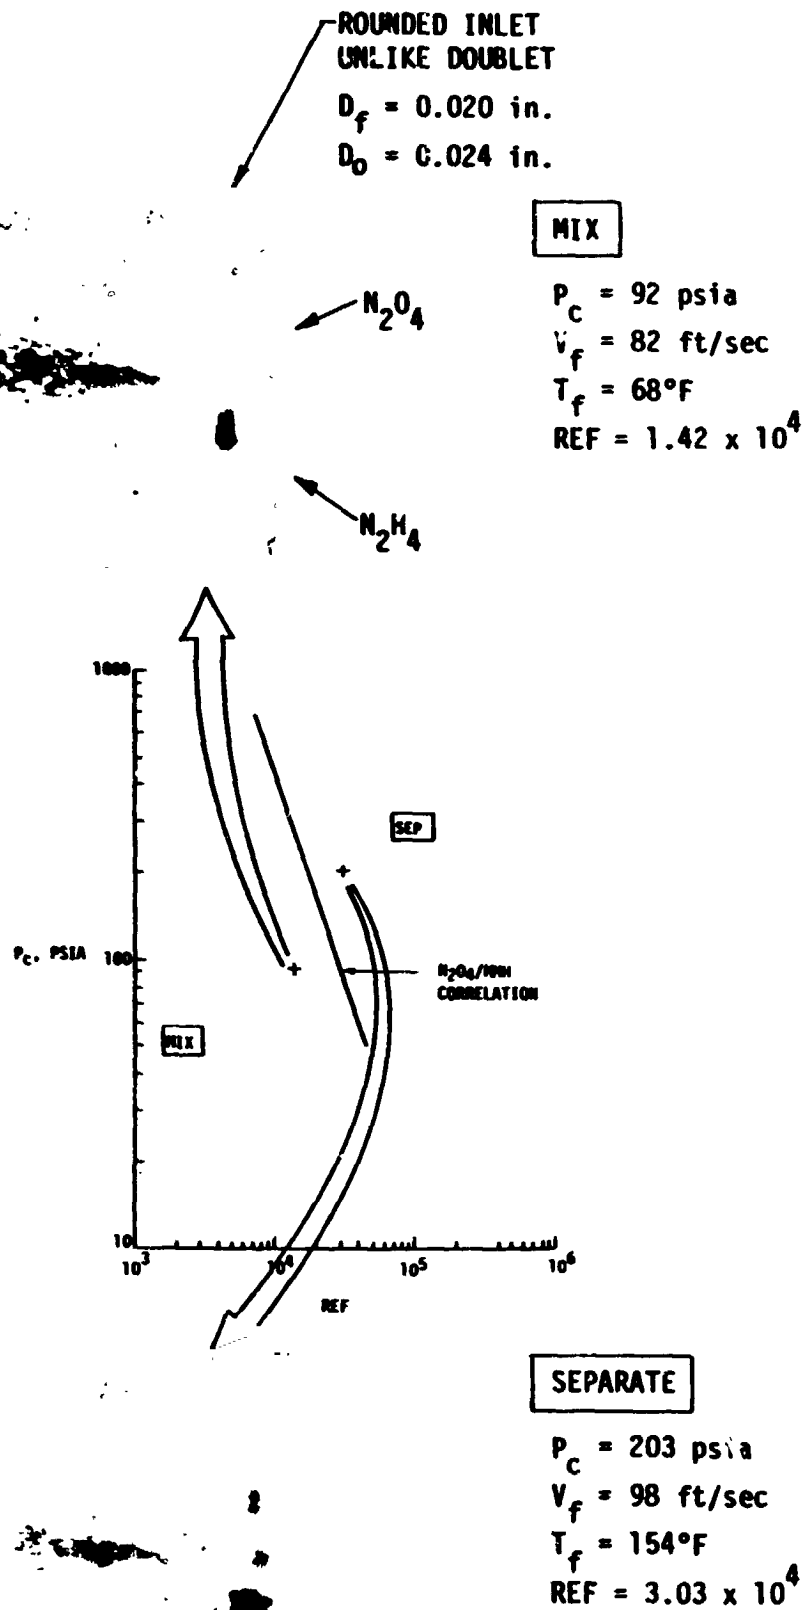 ROUNDED INLET
UNLIKE DOUBLET
D_f = 0.020 in.
D_o = 0.024 in.
MIX
P_c = 92 psia
V_f = 82 ft/sec
T_f = 68°F
REF = 1.42 x 10^4
N_2O_4
N_2H_4
1000
SEP
P_c, PSIA
100
N_2O_4/MMH
CORRELATION
MIX
10
10^3
10^4
10^5
10^6
REF
SEPARATE
P_c = 203 psia
V_f = 98 ft/sec
T_f = 154°F
REF = 3.03 x 10^4